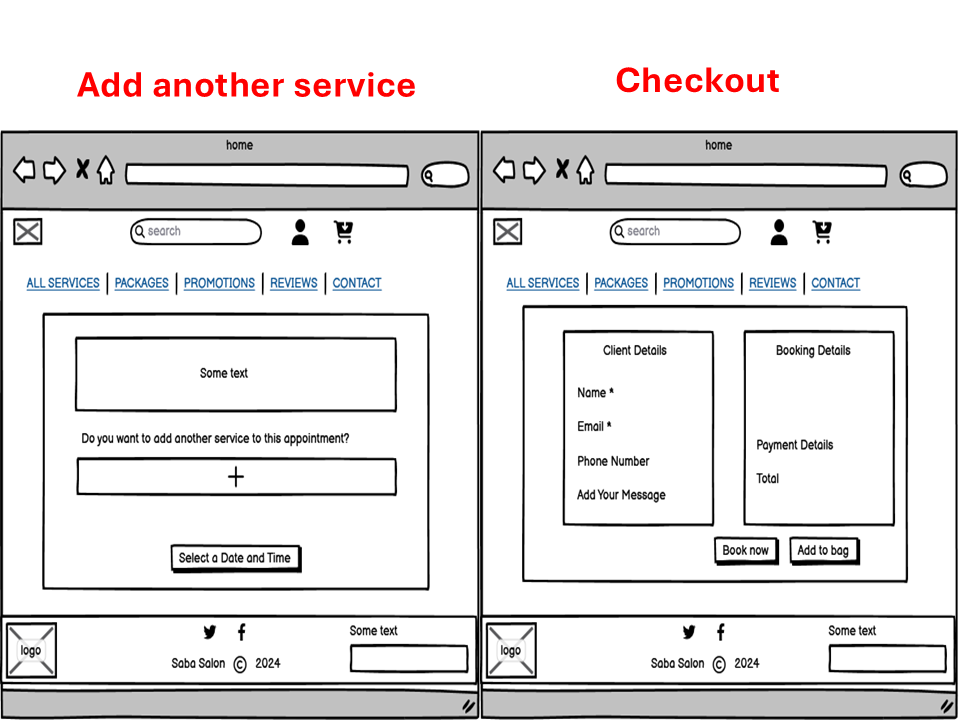 Add another service
Checkout
home
search
ALL SERVICES PACKAGES PROMOTIONS REVIEWS CONTACT
Some text
Do you want to add another service to this appointment?
Select a Date and Time
logo
Saba Salon © 2024
Some text
home
search
ALL SERVICES PACKAGES PROMOTIONS REVIEWS CONTACT
Client Details
Name *
Email *
Phone Number
Add Your Message
Booking Details
Payment Details
Total
Book now
Add to bag
logo
Saba Salon © 2024
Some text